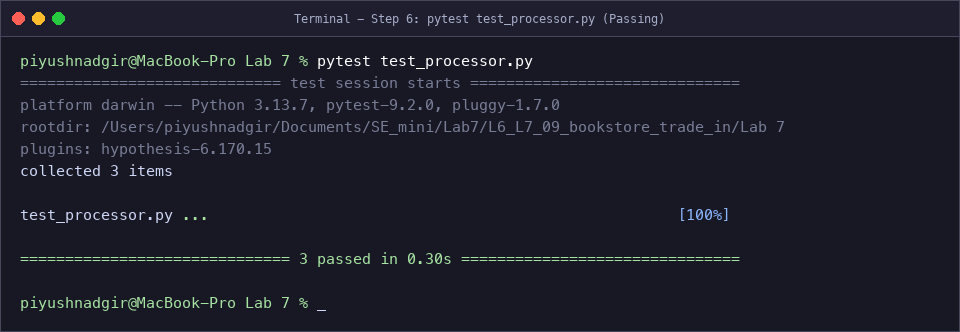 Terminal — Step 6: pytest test_processor.py (Passing)
piyushnadgir@MacBook-Pro Lab 7 % pytest test_processor.py
============================= test session starts ==============================
platform darwin -- Python 3.13.7, pytest-9.2.0, pluggy-1.7.0
rootdir: /Users/piyushnadgir/Documents/SE_mini/Lab7/L6_L7_09_bookstore_trade_in/Lab 7
plugins: hypothesis-6.170.15
collected 3 items
test_processor.py ... [100%]
============================== 3 passed in 0.30s ===============================
piyushnadgir@MacBook-Pro Lab 7 % _